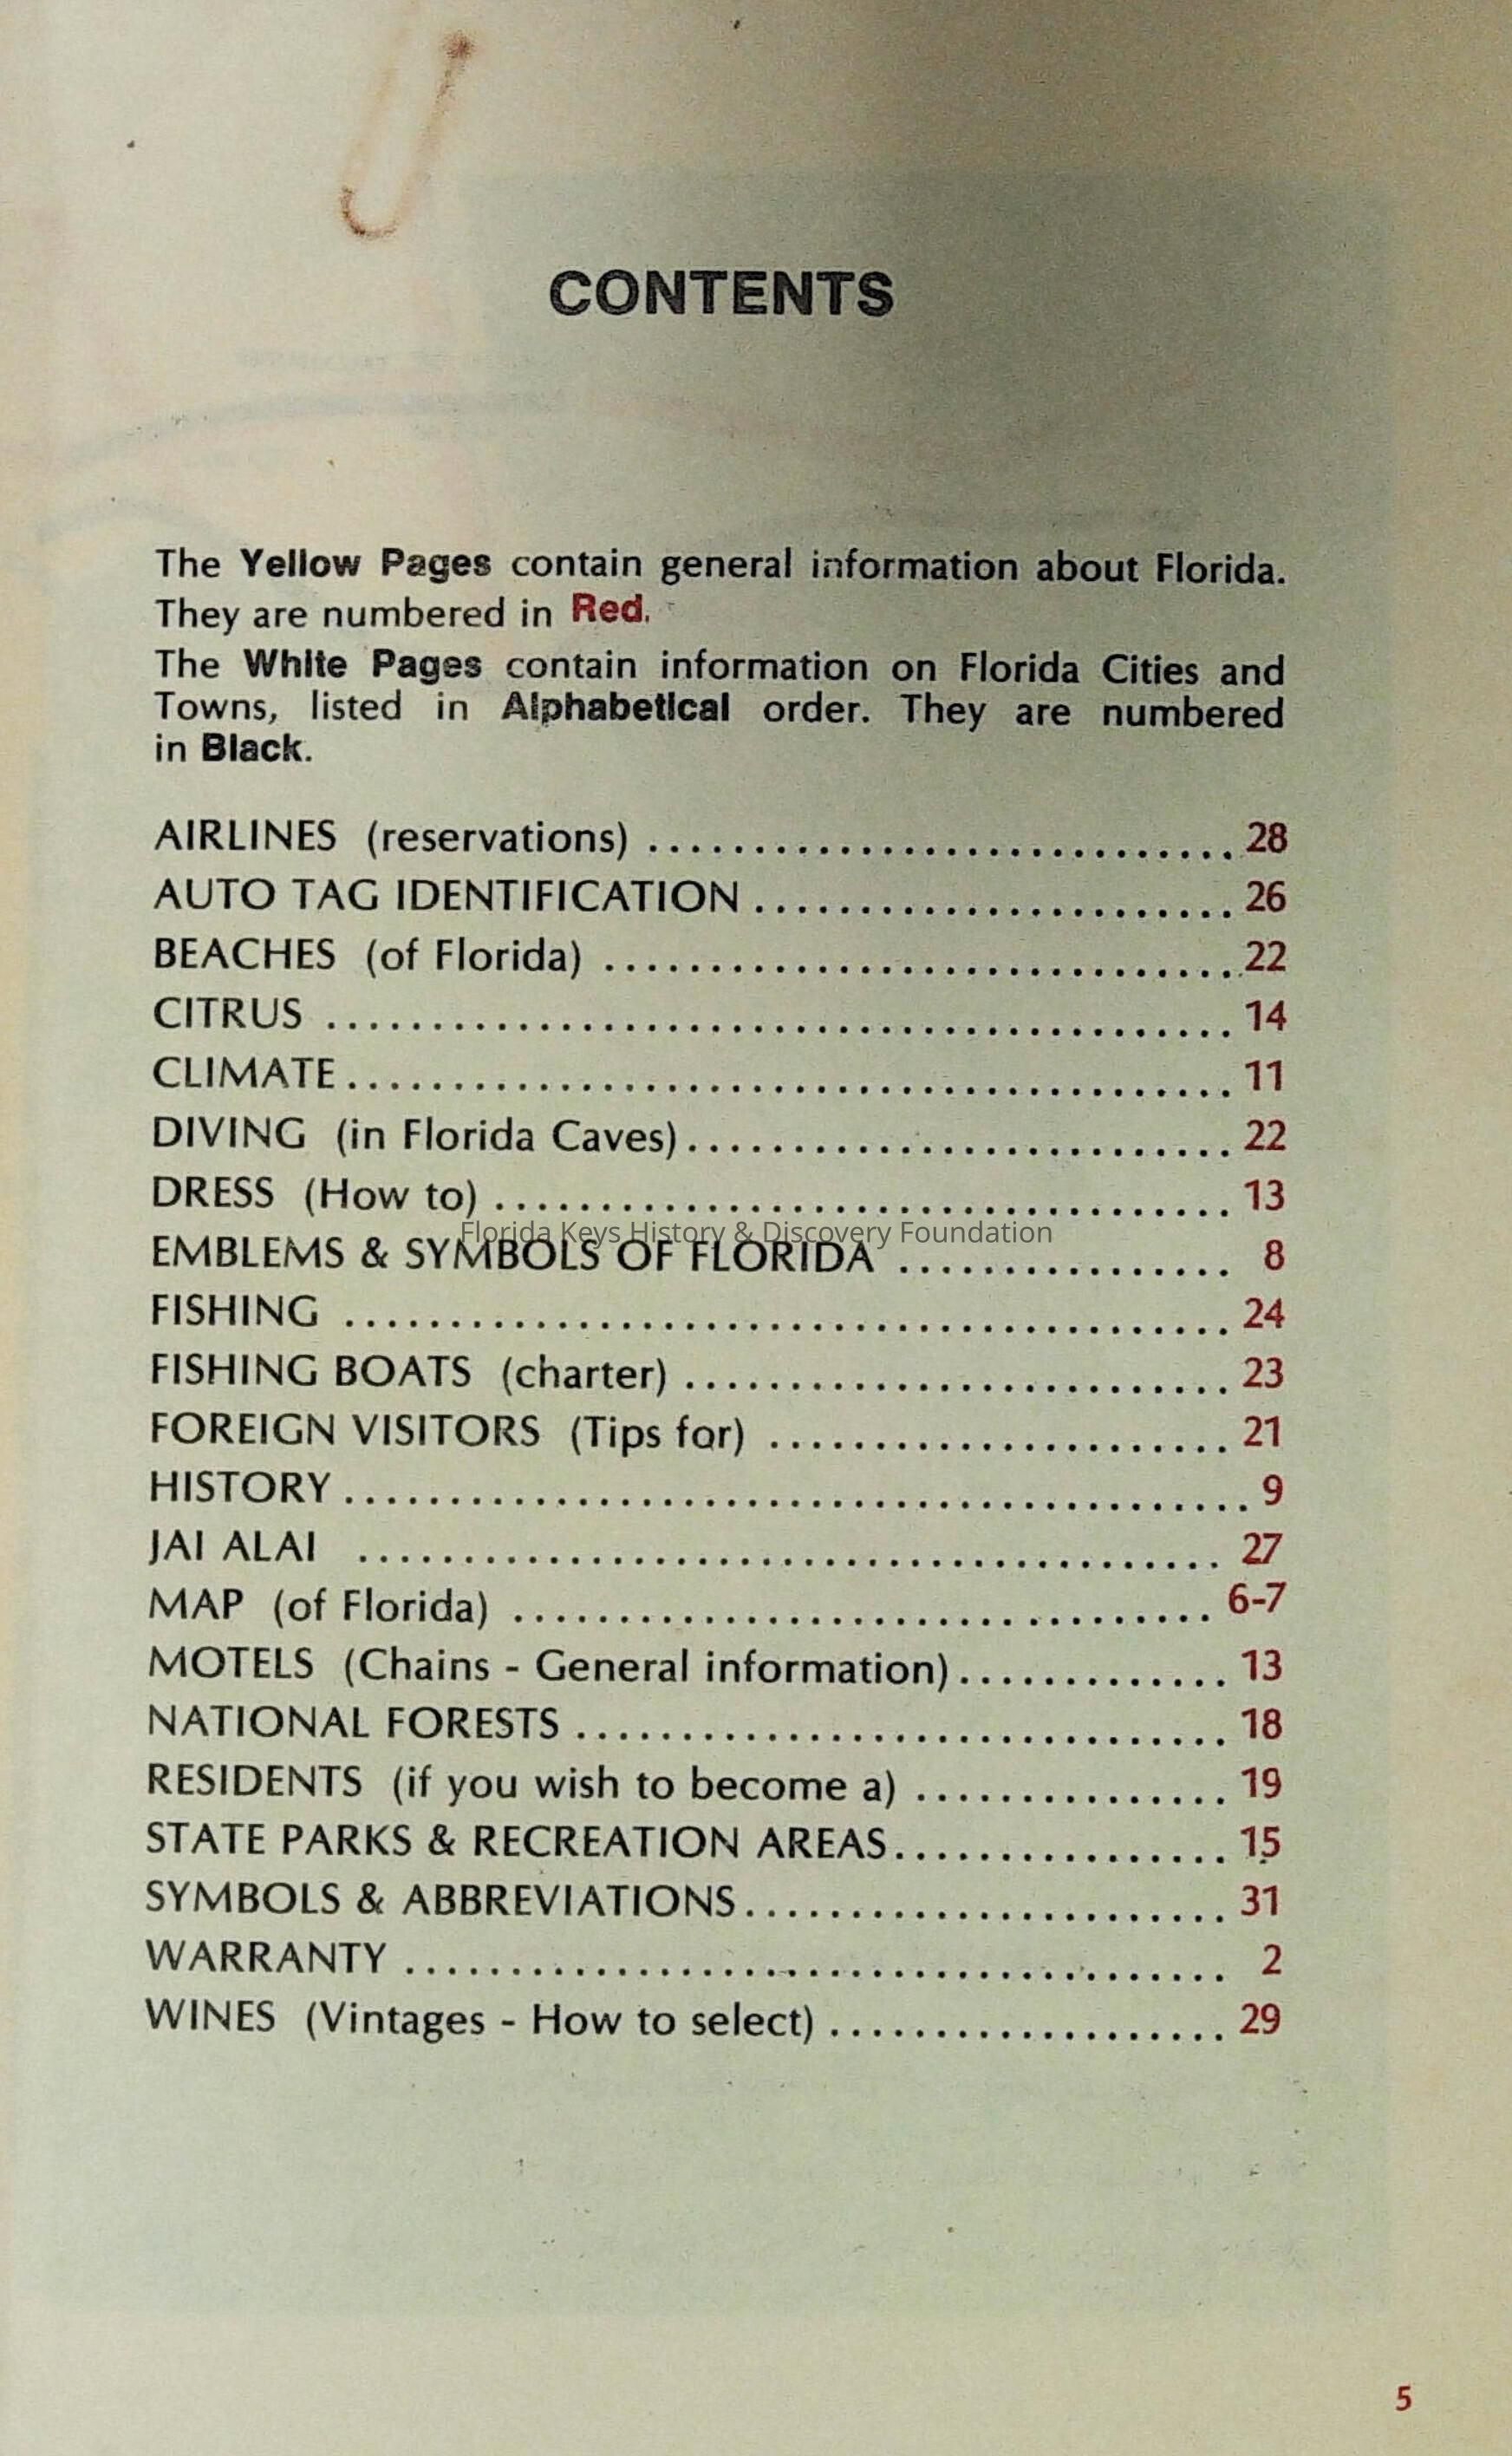 CONTENTS
The Yellow Pages contain general information about Florida.
They are numbered in Red.
The White Pages contain information on Florida Cities and
Towns, listed in Alphabetical order. They are numbered
in Black.
AIRLINES (reservations) ............................ 28
AUTO TAG IDENTIFICATION ....................... 26
BEACHES (of Florida) .............................. 22
CITRUS ........................................... 14
CLIMATE .......................................... 11
DIVING (in Florida Caves) .......................... 22
DRESS (How to) ................................... 13
Florida Keys History & Discovery Foundation
EMBLEMS & SYMBOLS OF FLORIDA ................ 8
FISHING .......................................... 24
FISHING BOATS (charter) .......................... 23
FOREIGN VISITORS (Tips for) ...................... 21
HISTORY ........................................... 9
JAI ALAI ......................................... 27
MAP (of Florida) ................................. 6-7
MOTELS (Chains - General information) ............. 13
NATIONAL FORESTS ............................... 18
RESIDENTS (if you wish to become a) ............... 19
STATE PARKS & RECREATION AREAS ................ 15
SYMBOLS & ABBREVIATIONS ....................... 31
WARRANTY ....................................... 2
WINES (Vintages - How to select) ................... 29
5